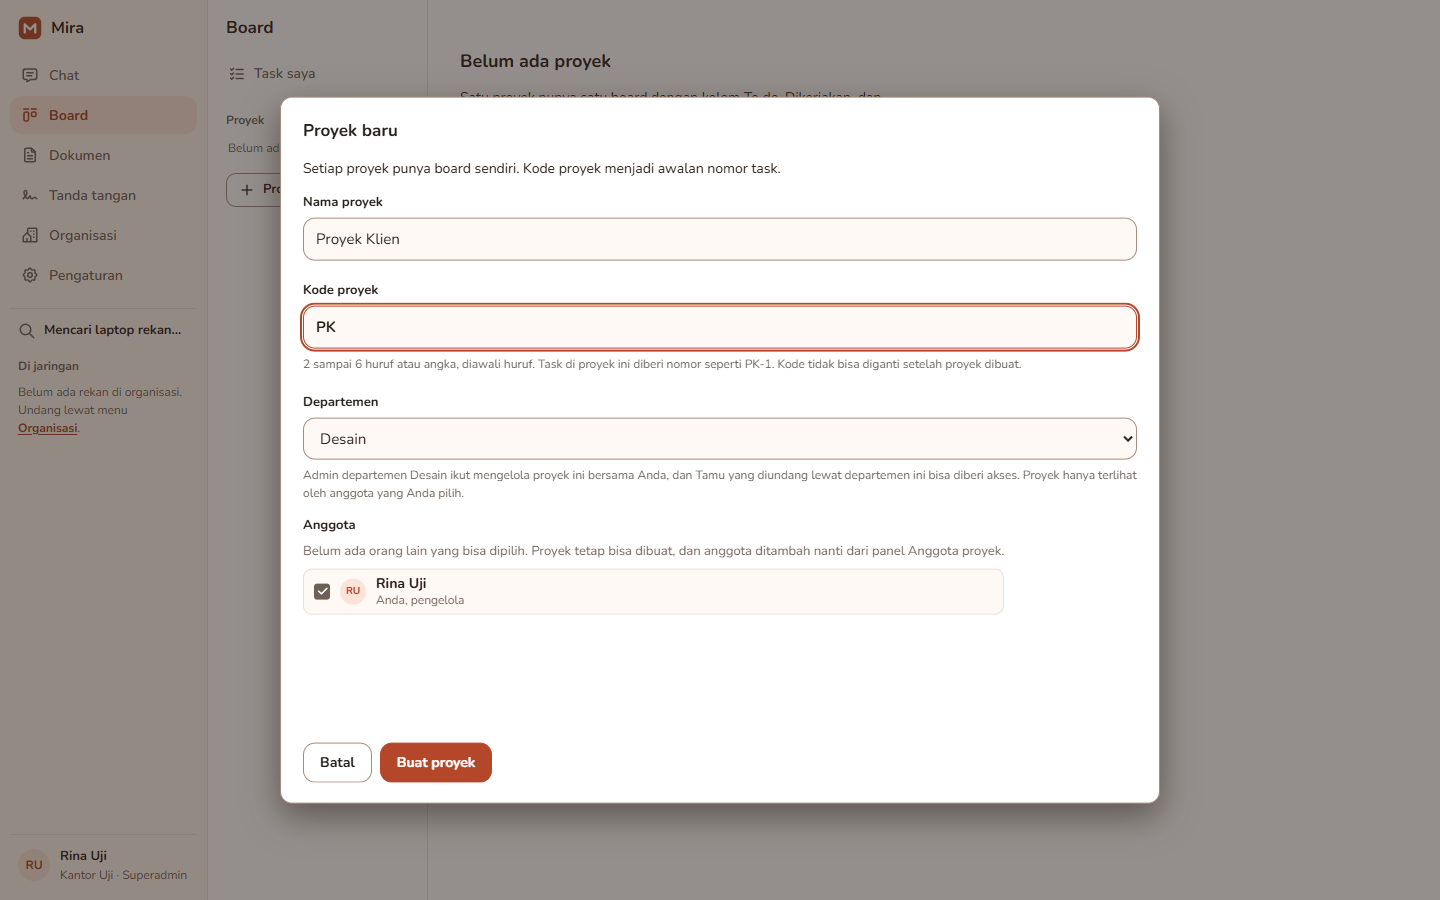 Mira
Chat
Board
Dokumen
Tanda tangan
Organisasi
Pengaturan
Mencari laptop rekan...
Di jaringan
Belum ada rekan di organisasi.
Undang lewat menu
Organisasi.
RU
Rina Uji
Kantor Uji · Superadmin
Board
Task saya
Proyek
Belum
Belum ada proyek
Proyek baru
Setiap proyek punya board sendiri. Kode proyek menjadi awalan nomor task.
Nama proyek
Proyek Klien
Kode proyek
PK
2 sampai 6 huruf atau angka, diawali huruf. Task di proyek ini diberi nomor seperti PK-1. Kode tidak bisa diganti setelah proyek dibuat.
Departemen
Desain
Admin departemen Desain ikut mengelola proyek ini bersama Anda, dan Tamu yang diundang lewat departemen ini bisa diberi akses. Proyek hanya terlihat
oleh anggota yang Anda pilih.
Anggota
Belum ada orang lain yang bisa dipilih. Proyek tetap bisa dibuat, dan anggota ditambah nanti dari panel Anggota proyek.
RU
Rina Uji
Anda, pengelola
Batal
Buat proyek